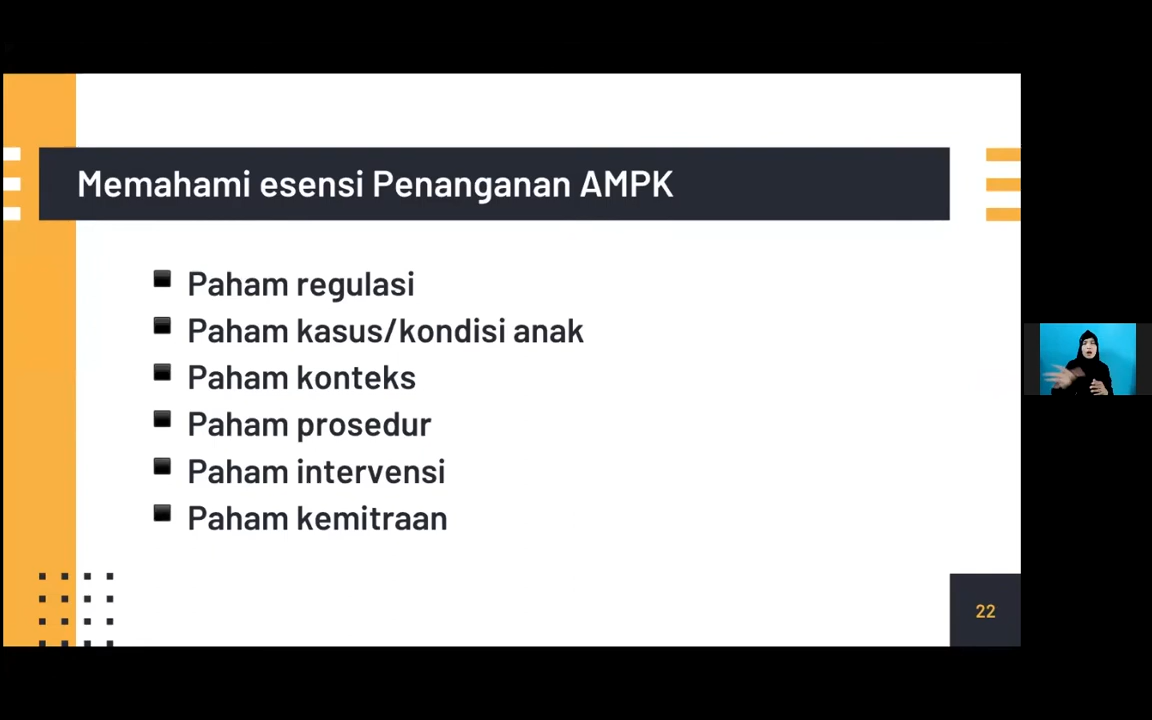 Memahami esensi Penanganan AMPK
Paham regulasi
Paham kasus/kondisi anak
Paham konteks
Paham prosedur
Paham intervensi
Paham kemitraan
22